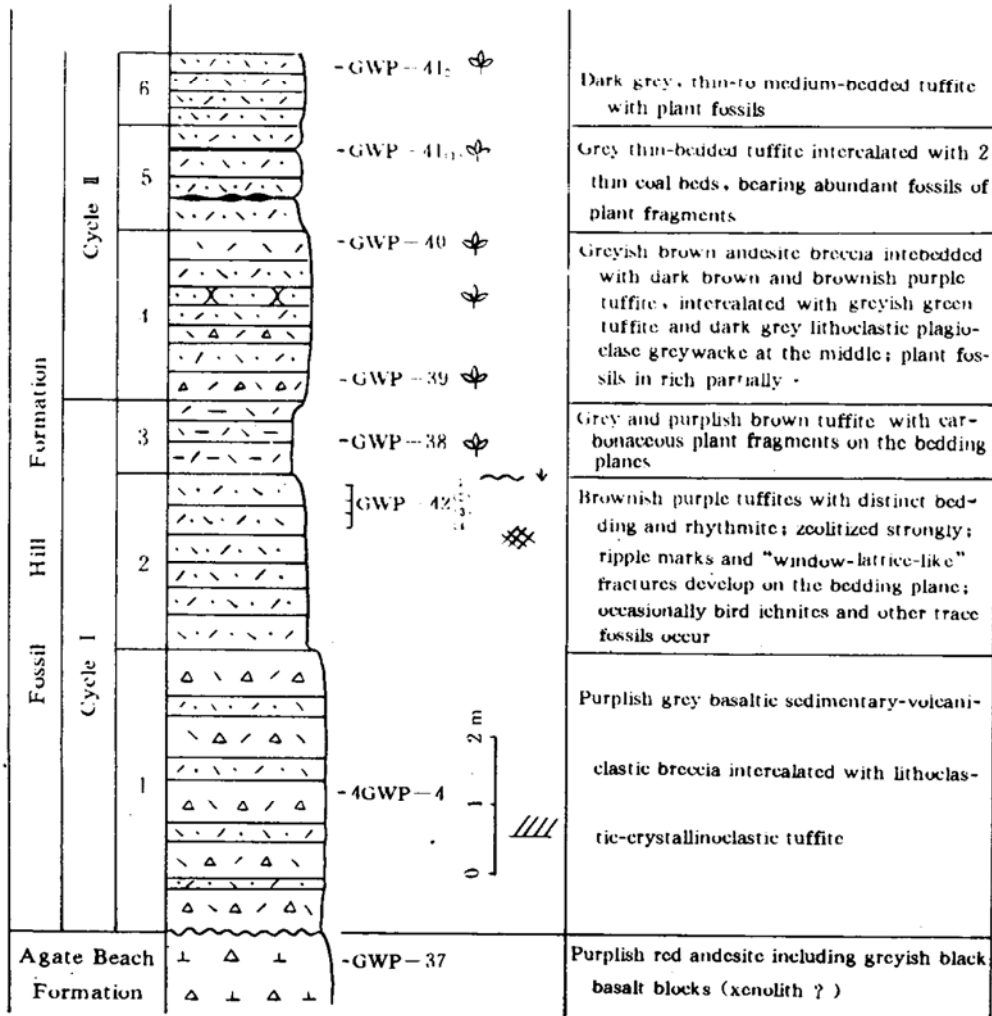 Fossil Hill Formation
Cycle II
Cycle I
6
-GWP-41₂
Dark grey, thin-to medium-bedded tuffite
with plant fossils
5
Grey thin-bedded tuffite intercalated with 2
thin coal beds, bearing abundant fossils of
plant fragments
4
-GWP-40
-GWP-39
Greyish brown andesite breccia intebedded
with dark brown and brownish purple
tuffite, intercalated with greyish green
tuffite and dark grey lithoclastic plagio-
clase greywacke at the middle; plant fos-
sils in rich partially.
3
-GWP-38
Grey and purplish brown tuffite with car-
bonaceous plant fragments on the bedding
planes
2
Brownish purple tuffites with distinct bed-
ding and rhythmite; zeolitized strongly;
ripple marks and "window-lattice-like"
fractures develop on the bedding plane;
occasionally bird ichnites and other trace
fossils occur
1
-4GWP-4
2 m
1
0
Purplish grey basaltic sedimentary-volcani-
clastic breccia intercalated with lithoclas-
tic-crystallinoclastic tuffite
Agate Beach
Formation
-GWP-37
Purplish red andesite including greyish black
basalt blocks (xenolith ?)